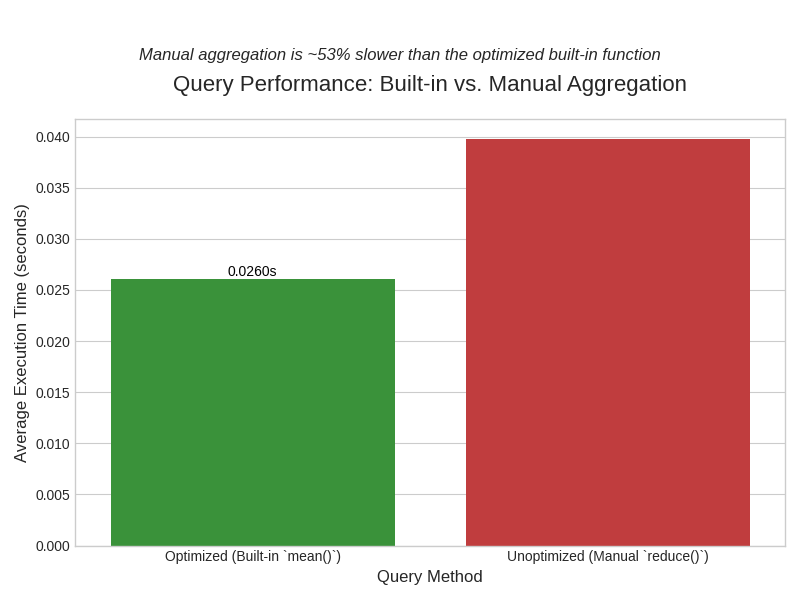 Manual aggregation is ~53% slower than the optimized built-in function
Query Performance: Built-in vs. Manual Aggregation
Average Execution Time (seconds)
0.040
0.035
0.030
0.025
0.020
0.015
0.010
0.005
0.000
0.0260s
Optimized (Built-in `mean()`)
Unoptimized (Manual `reduce()`)
Query Method